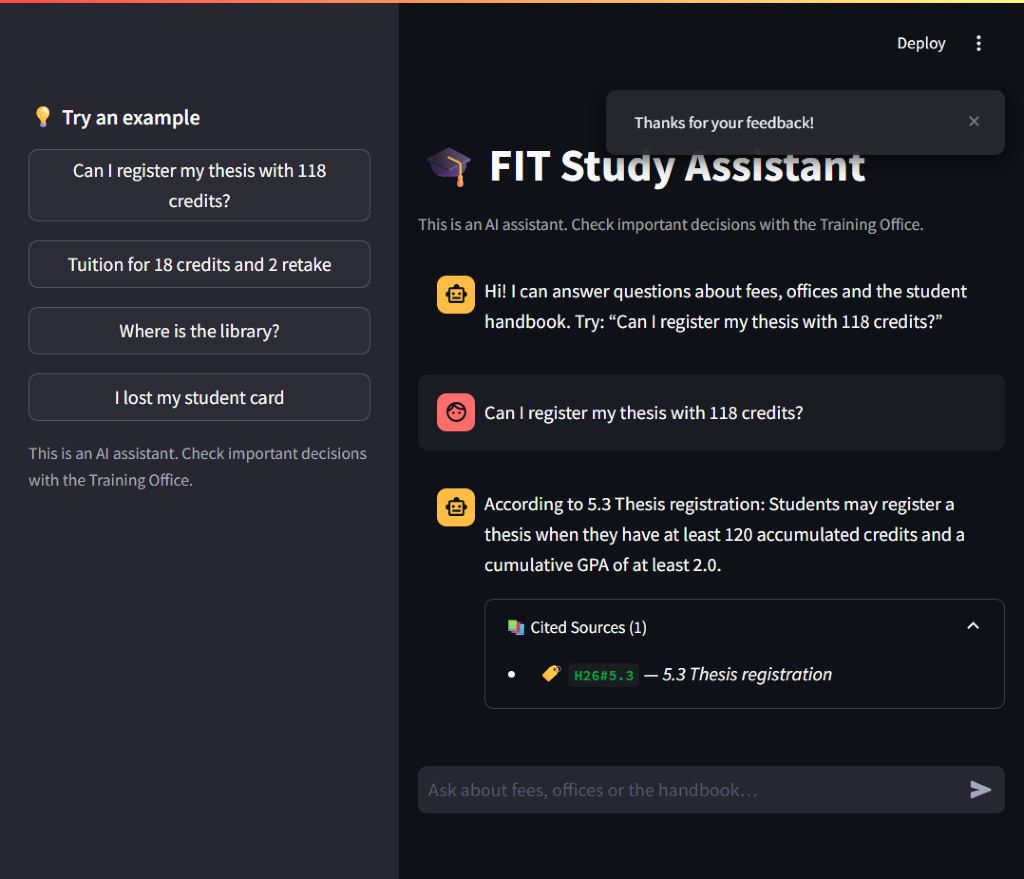 Deploy
💡 Try an example
Can I register my thesis with 118
credits?
Tuition for 18 credits and 2 retake
Where is the library?
I lost my student card
This is an AI assistant. Check important decisions
with the Training Office.
Thanks for your feedback!
🎓 FIT Study Assistant
This is an AI assistant. Check important decisions with the Training Office.
Hi! I can answer questions about fees, offices and the student
handbook. Try: “Can I register my thesis with 118 credits?”
Can I register my thesis with 118 credits?
According to 5.3 Thesis registration: Students may register a
thesis when they have at least 120 accumulated credits and a
cumulative GPA of at least 2.0.
📚 Cited Sources (1)
• 🏷️ H26#5.3 — 5.3 Thesis registration
Ask about fees, offices or the handbook…